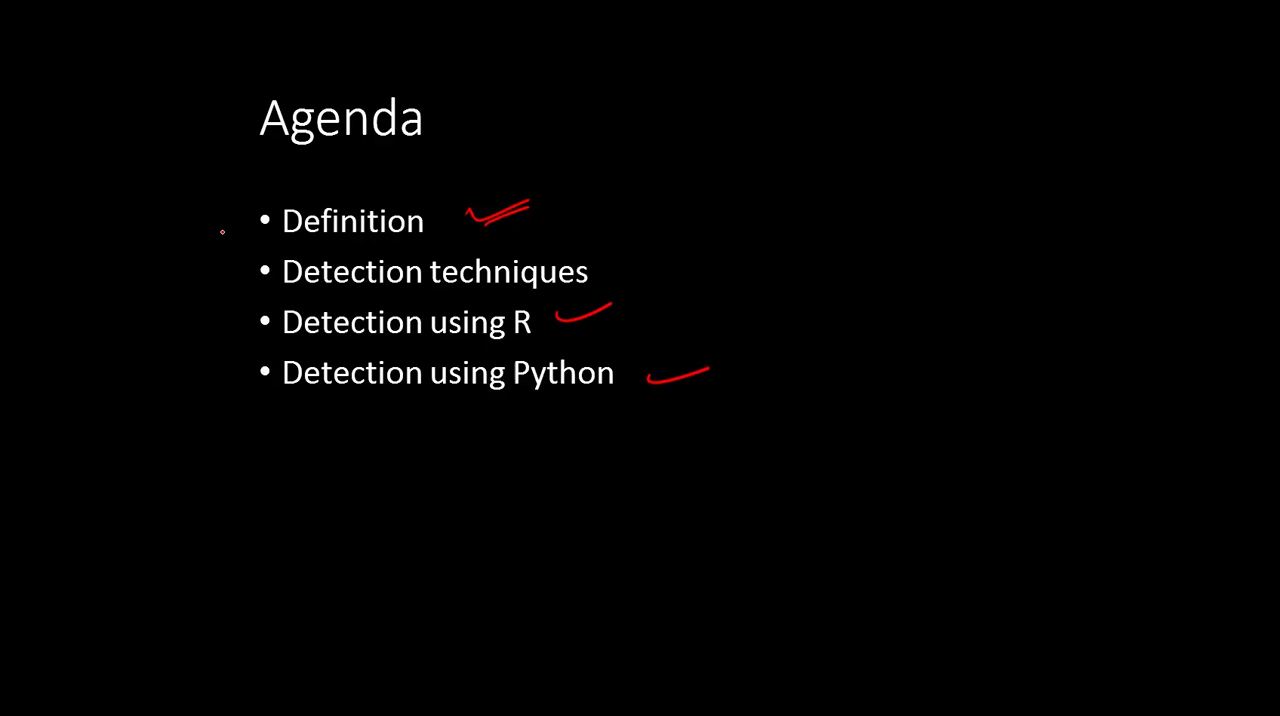 Agenda
• Definition
• Detection techniques
• Detection using R
• Detection using Python